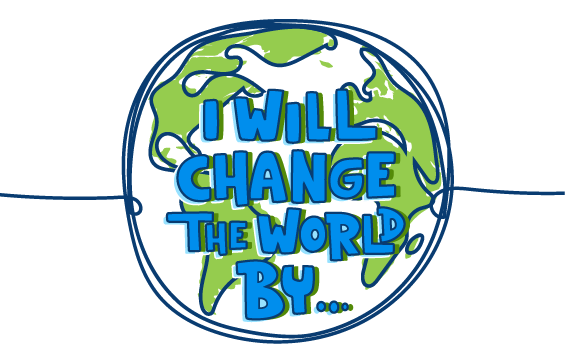 I WILL
CHANGE
THE WORLD
BY....